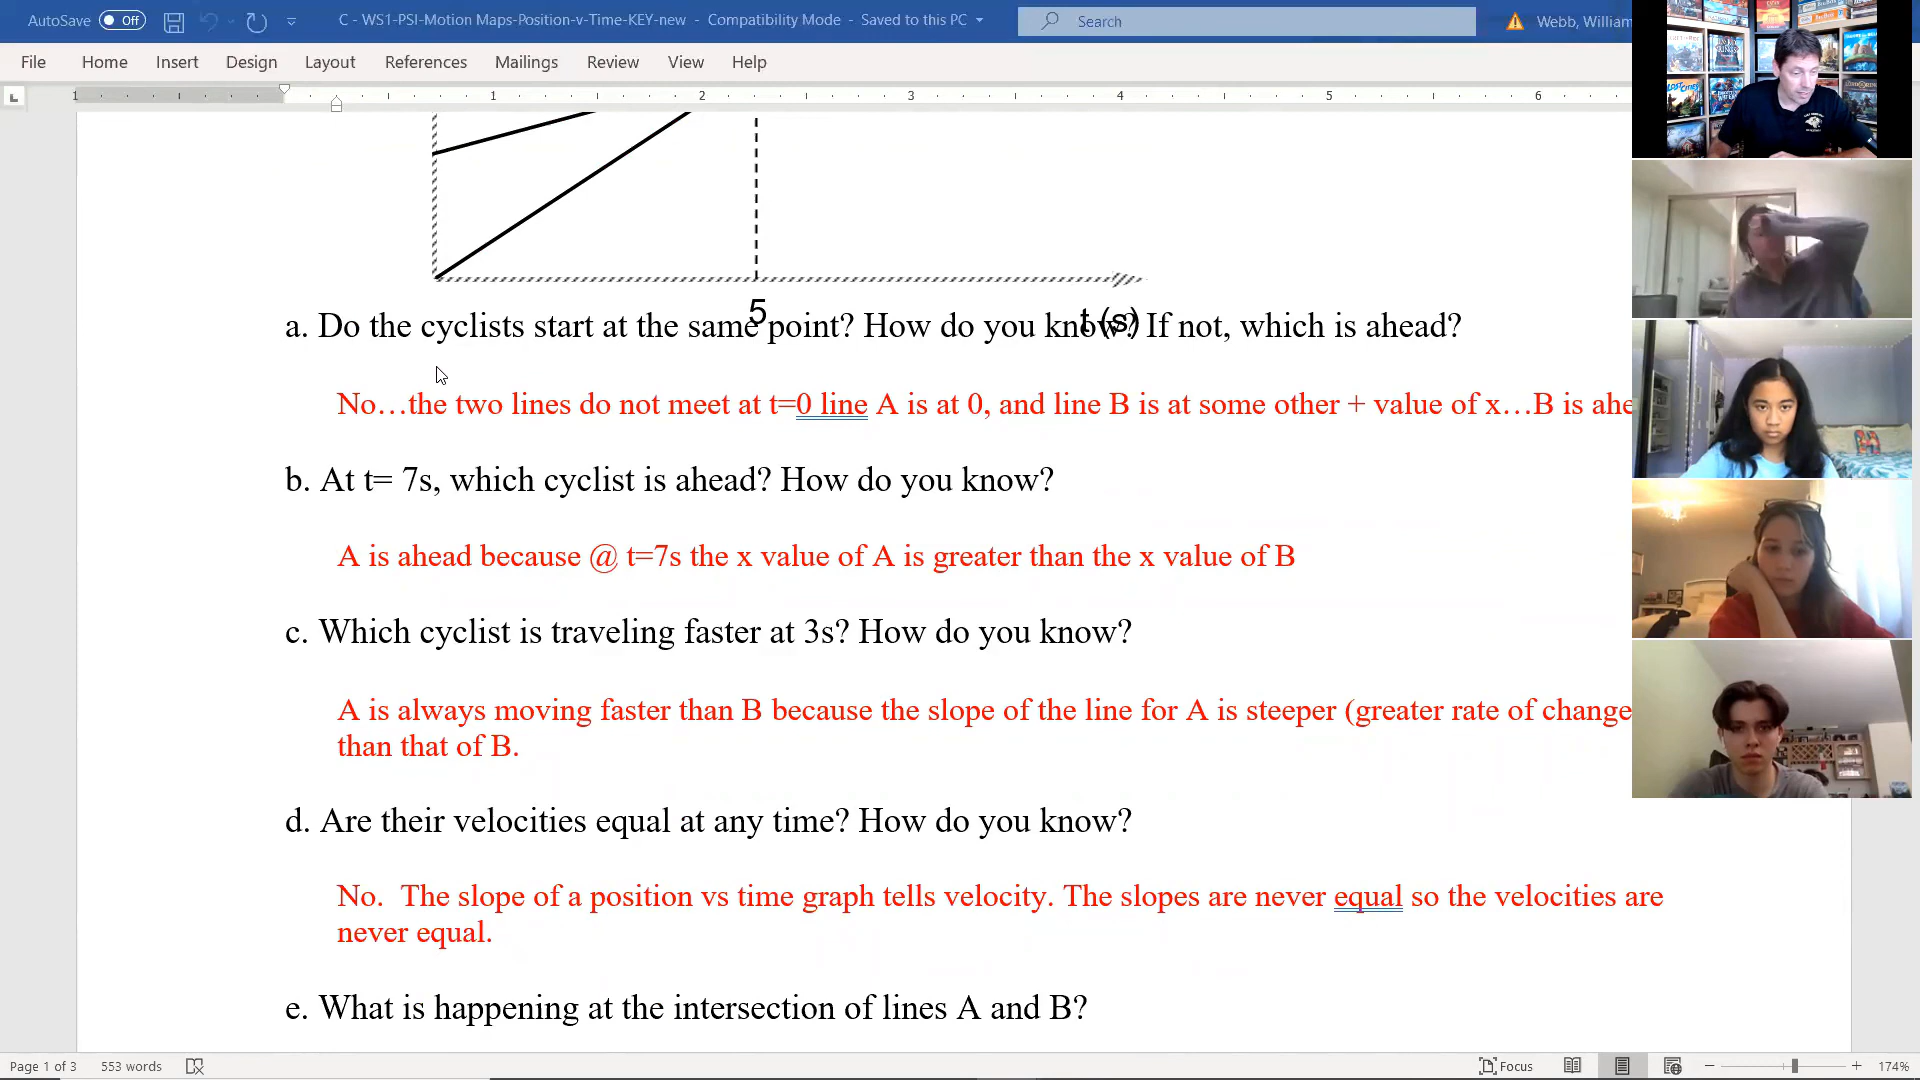 AutoSave Off C - WS1-PSI-Motion Maps-Position-v-Time-KEY-new - Compatibility Mode - Saved to this PC Search Webb, William
File Home Insert Design Layout References Mailings Review View Help
1 1 2 3 4 5 6
5 t (s)
a. Do the cyclists start at the same point? How do you know? If not, which is ahead?
No…the two lines do not meet at t=0 line A is at 0, and line B is at some other + value of x…B is ahe
b. At t= 7s, which cyclist is ahead? How do you know?
A is ahead because @ t=7s the x value of A is greater than the x value of B
c. Which cyclist is traveling faster at 3s? How do you know?
A is always moving faster than B because the slope of the line for A is steeper (greater rate of change
than that of B.
d. Are their velocities equal at any time? How do you know?
No. The slope of a position vs time graph tells velocity. The slopes are never equal so the velocities are
never equal.
e. What is happening at the intersection of lines A and B?
Page 1 of 3 553 words Focus 174%